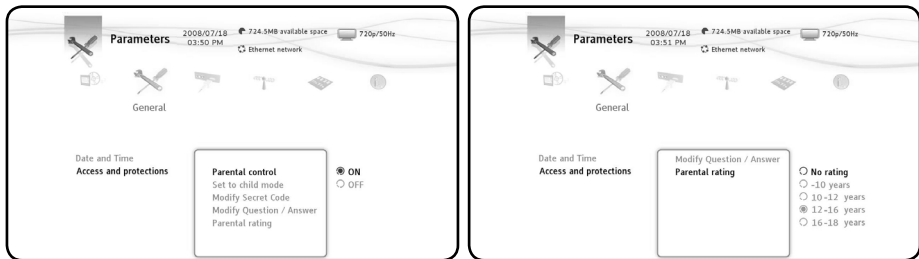 Parameters
2008/07/18
03:50 PM
724.5MB available space
Ethernet network
720p/50Hz
General
Date and Time
Access and protections
Parental control
Set to child mode
Modify Secret Code
Modify Question / Answer
Parental rating
ON
OFF
Parameters
2008/07/18
03:51 PM
724.5MB available space
Ethernet network
720p/50Hz
General
Date and Time
Access and protections
Modify Question / Answer
Parental rating
No rating
-10 years
10-12 years
12-16 years
16-18 years